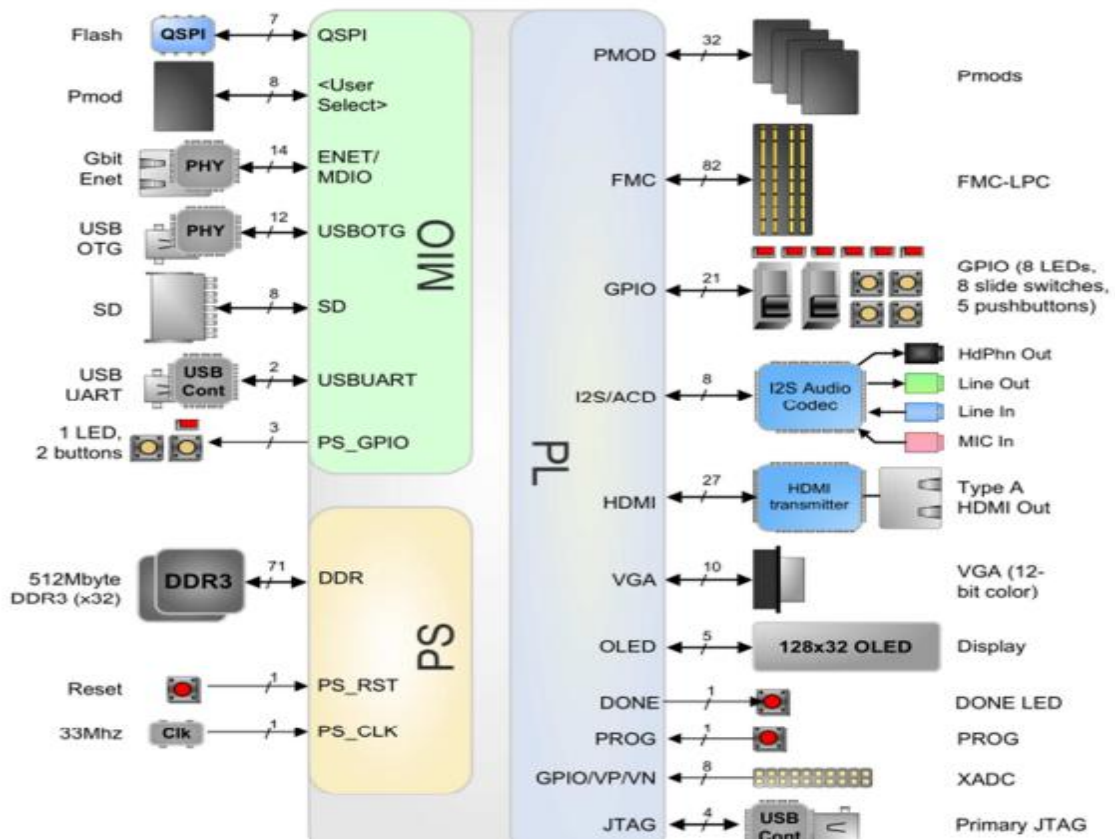 Flash
QSPI
7
QSPI
Pmod
8
<User
Select>
Gbit
Enet
PHY
14
ENET/
MDIO
USB
OTG
PHY
12
USBOTG
SD
8
SD
USB
UART
USB
Cont
2
USBUART
1 LED,
2 buttons
3
PS_GPIO
MIO
512Mbyte
DDR3 (x32)
DDR3
71
DDR
Reset
1
PS_RST
33Mhz
Clk
1
PS_CLK
PS
PL
PMOD
32
Pmods
FMC
82
FMC-LPC
GPIO
21
GPIO (8 LEDs,
8 slide switches,
5 pushbuttons)
I2S/ACD
8
I2S Audio
Codec
HdPhn Out
Line Out
Line In
MIC In
HDMI
27
HDMI
transmitter
Type A
HDMI Out
VGA
10
VGA (12-
bit color)
OLED
5
128x32 OLED
Display
DONE
1
DONE LED
PROG
1
PROG
GPIO/VP/VN
8
XADC
JTAG
4
USB
Cont
Primary JTAG